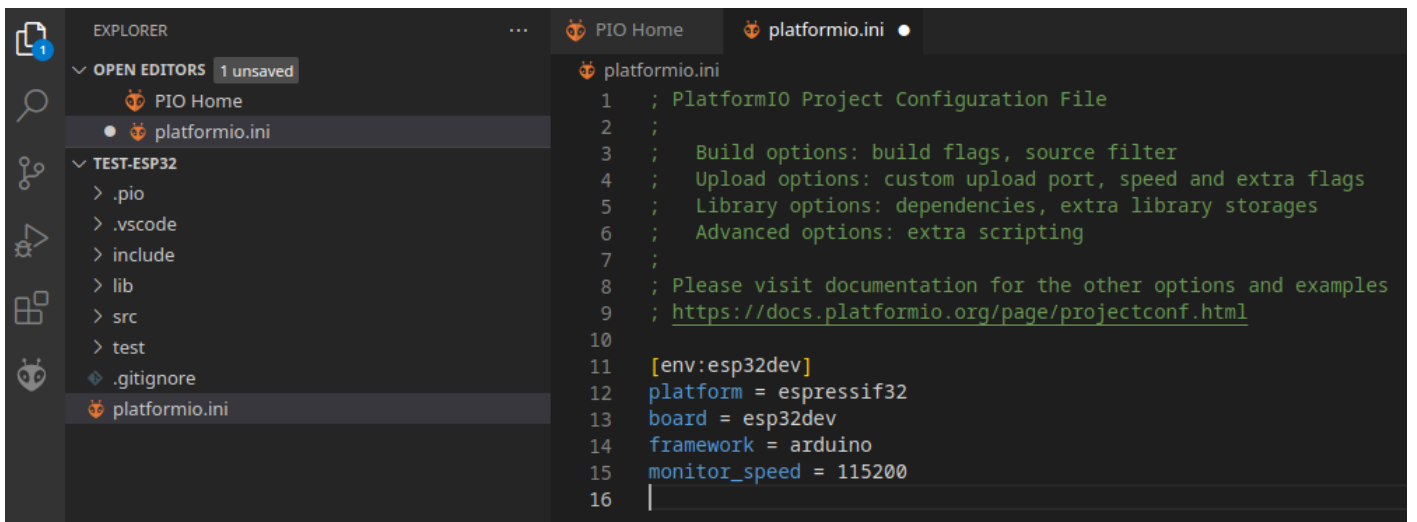 EXPLORER
...
1
OPEN EDITORS 1 unsaved
PIO Home
platformio.ini
TEST-ESP32
.pio
.vscode
include
lib
src
test
.gitignore
platformio.ini
PIO Home
platformio.ini
platformio.ini
1 ; PlatformIO Project Configuration File
2 ;
3 ;   Build options: build flags, source filter
4 ;   Upload options: custom upload port, speed and extra flags
5 ;   Library options: dependencies, extra library storages
6 ;   Advanced options: extra scripting
7 ;
8 ; Please visit documentation for the other options and examples
9 ; https://docs.platformio.org/page/projectconf.html
10
11 [env:esp32dev]
12 platform = espressif32
13 board = esp32dev
14 framework = arduino
15 monitor_speed = 115200
16